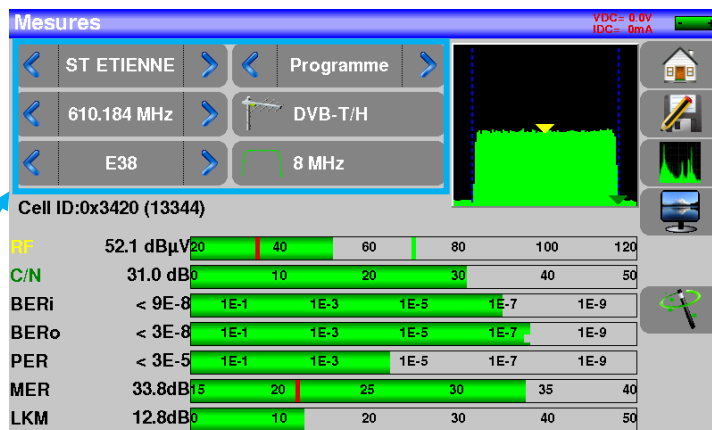 Mesures
VDC= 0.0V
IDC= 0mA
ST ETIENNE Programme
610.184 MHz DVB-T/H
E38 8 MHz
Cell ID:0x3420 (13344)
RF 52.1 dBµV 20 40 60 80 100 120
C/N 31.0 dB 0 10 20 30 40 50
BERi < 9E-8 1E-1 1E-3 1E-5 1E-7 1E-9
BERo < 3E-8 1E-1 1E-3 1E-5 1E-7 1E-9
PER < 3E-5 1E-1 1E-3 1E-5 1E-7 1E-9
MER 33.8dB 15 20 25 30 35 40
LKM 12.8dB 0 10 20 30 40 50